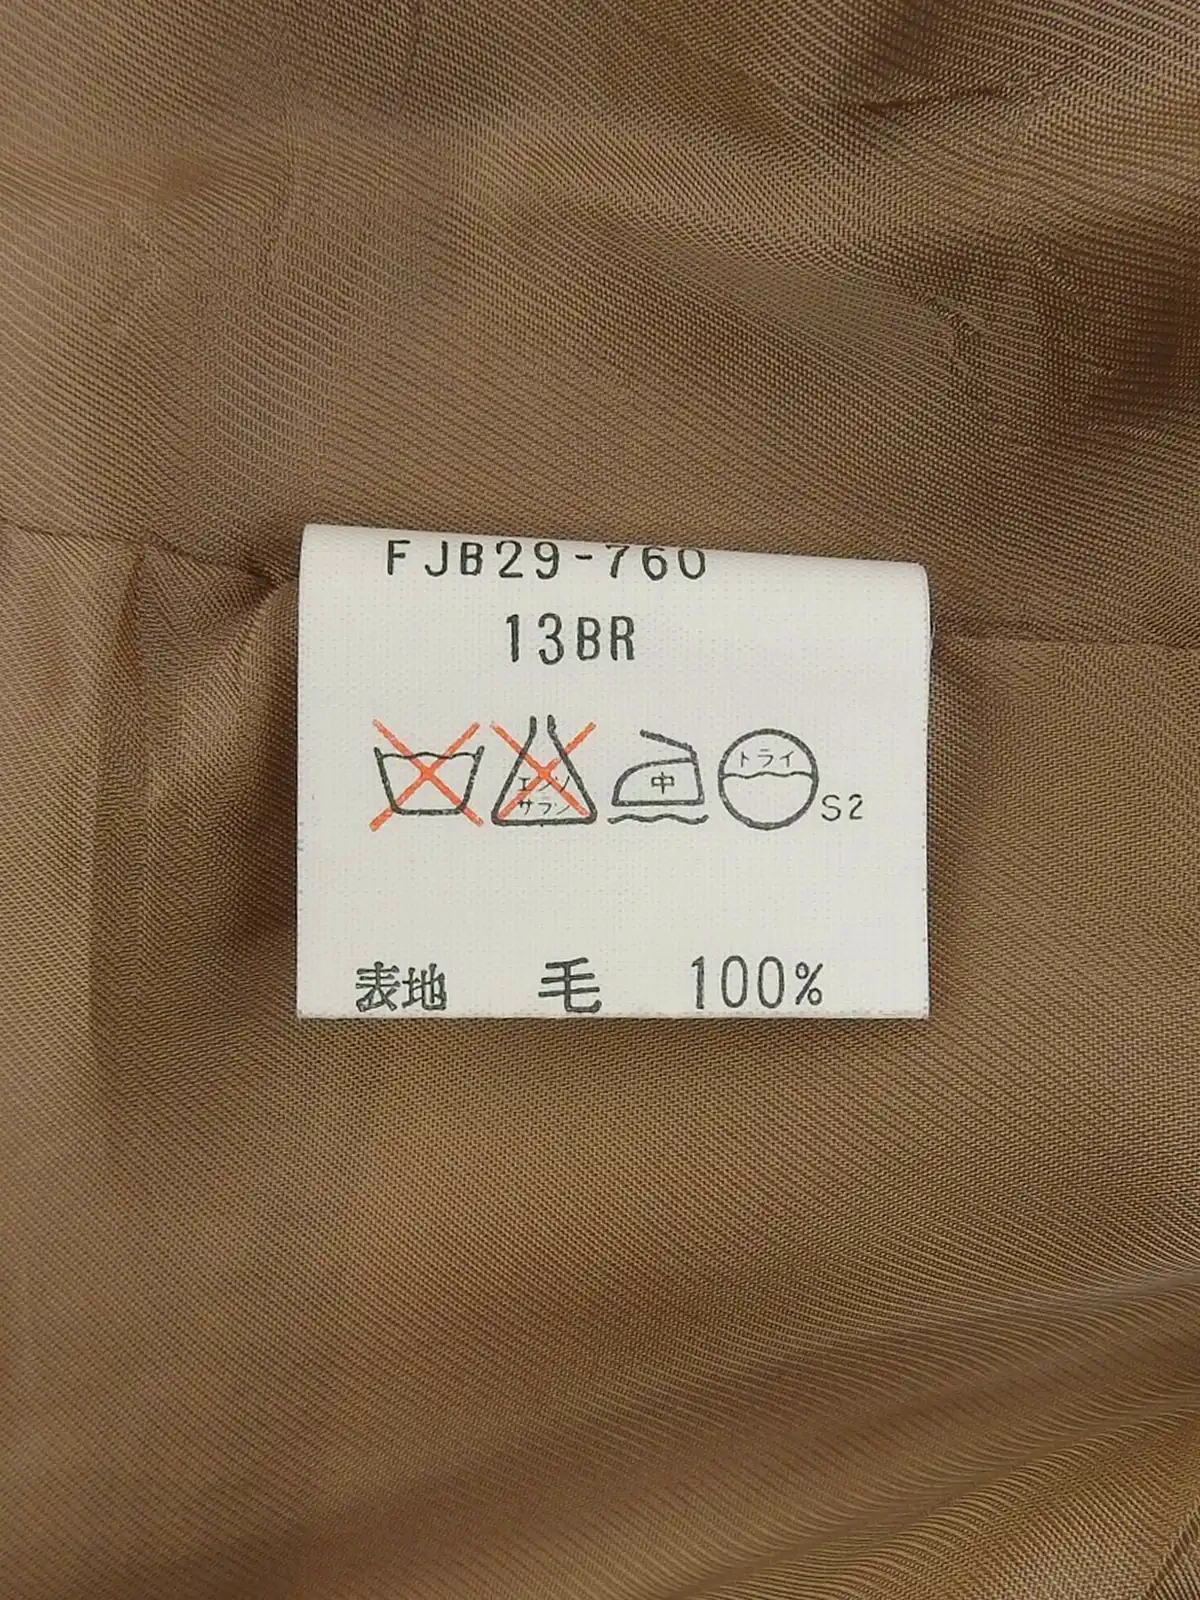 FJB29-760
13BR
エンソ
サラシ
中
ドライ
S2
表地 毛 100%